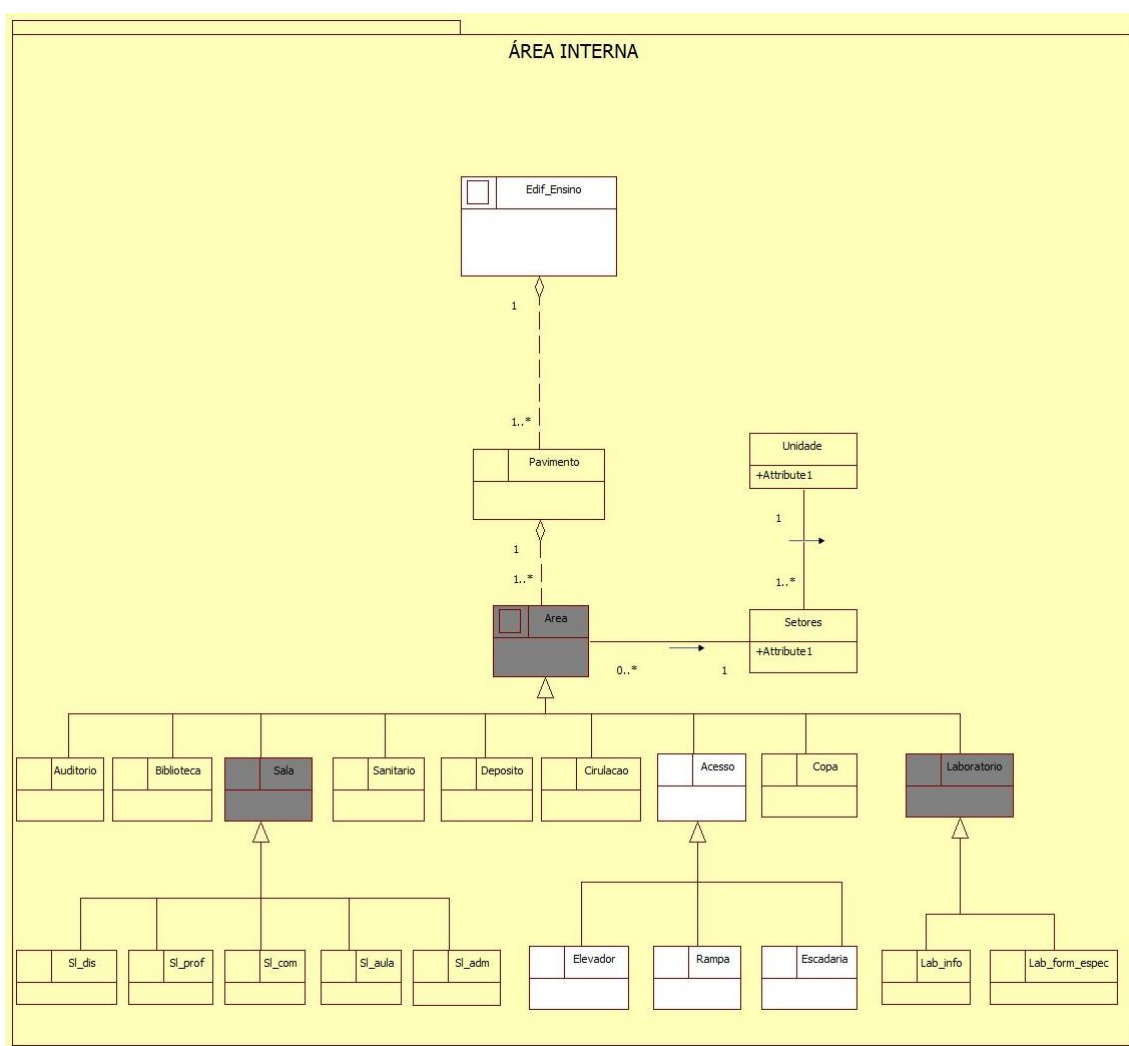 ÁREA INTERNA
Edif_Ensino
1
1..*
Pavimento
Unidade
+Attribute1
1
1..*
1
1..*
Area
Setores
+Attribute1
0..*
1
Auditorio
Biblioteca
Sala
Sanitario
Deposito
Cirulacao
Acesso
Copa
Laboratorio
Sl_dis
Sl_prof
Sl_com
Sl_aula
Sl_adm
Elevador
Rampa
Escadaria
Lab_info
Lab_form_espec